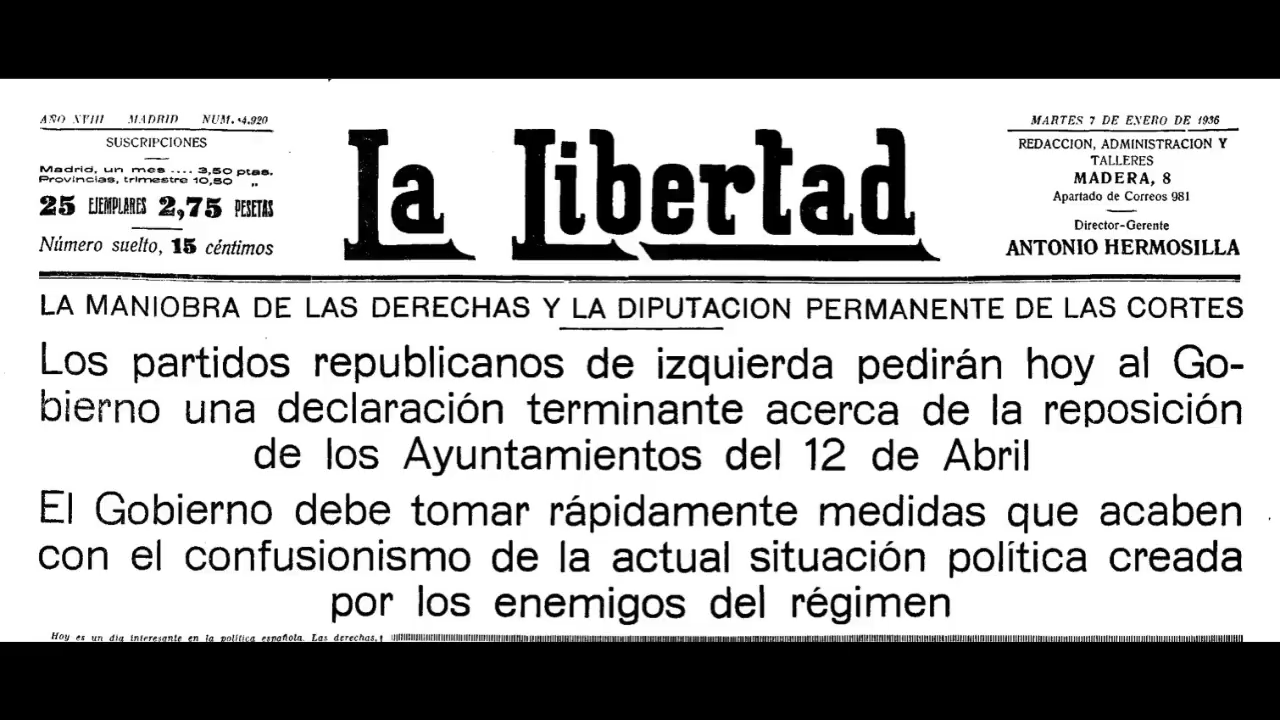 AÑO XVIII MADRID NUM. 4.920
SUSCRIPCIONES
Madrid, un mes .... 3,50 ptas.
Provincias, trimestre 10,50 „
25 EJEMPLARES 2,75 PESETAS
Número suelto, 15 céntimos
La Libertad
MARTES 7 DE ENERO DE 1936
REDACCION, ADMINISTRACION Y
TALLERES
MADERA, 8
Apartado de Correos 981
Director-Gerente
ANTONIO HERMOSILLA
LA MANIOBRA DE LAS DERECHAS Y LA DIPUTACION PERMANENTE DE LAS CORTES
Los partidos republicanos de izquierda pedirán hoy al Go-
bierno una declaración terminante acerca de la reposición
de los Ayuntamientos del 12 de Abril
El Gobierno debe tomar rápidamente medidas que acaben
con el confusionismo de la actual situación política creada
por los enemigos del régimen
Hoy es un día interesante en la política española. Las derechas,